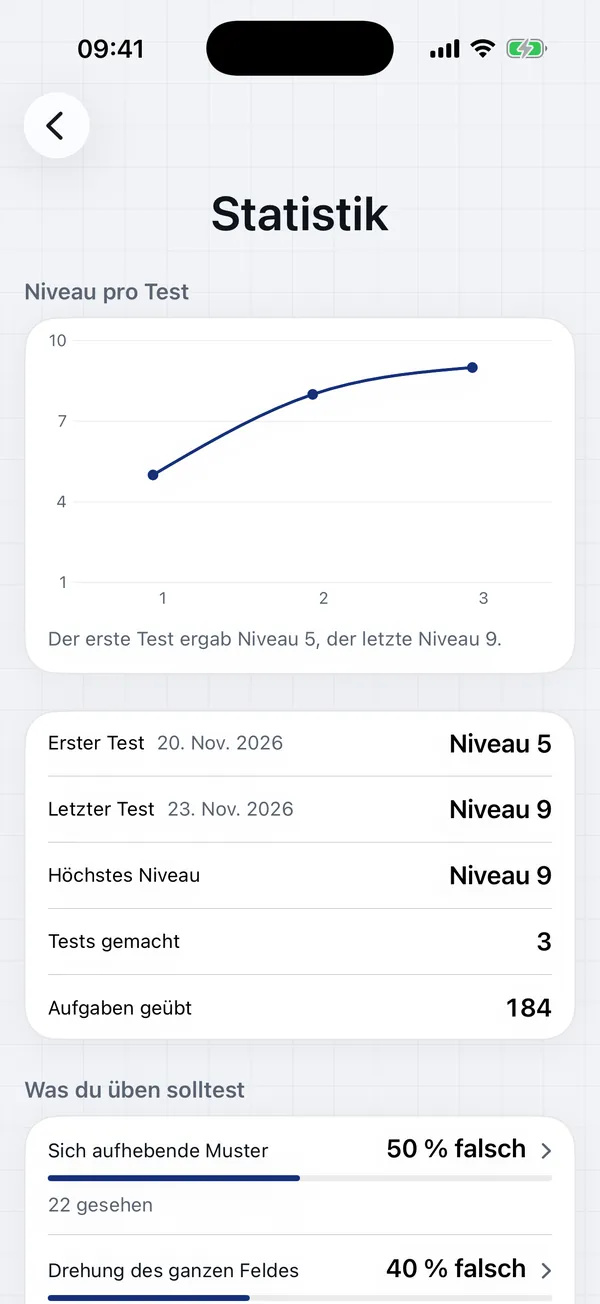 09:41
Statistik
Niveau pro Test
10
7
4
1
1 2 3
Der erste Test ergab Niveau 5, der letzte Niveau 9.
Erster Test 20. Nov. 2026 Niveau 5
Letzter Test 23. Nov. 2026 Niveau 9
Höchstes Niveau Niveau 9
Tests gemacht 3
Aufgaben geübt 184
Was du üben solltest
Sich aufhebende Muster 50 % falsch
22 gesehen
Drehung des ganzen Feldes 40 % falsch